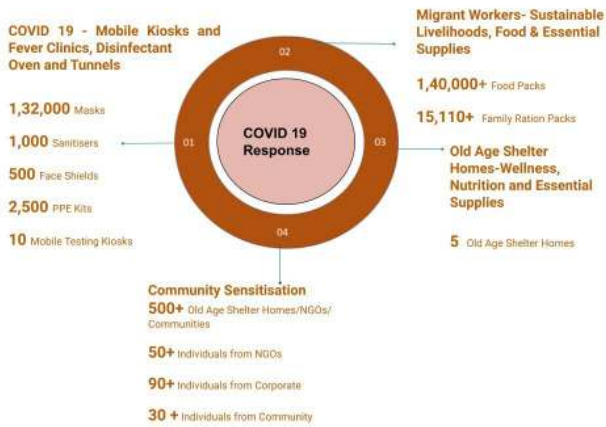 COVID 19 - Mobile Kiosks and
Fever Clinics, Disinfectant
Oven and Tunnels
1,32,000 Masks
1,000 Sanitisers
500 Face Shields
2,500 PPE Kits
10 Mobile Testing Kiosks
01
02
03
04
COVID 19
Response
Migrant Workers- Sustainable
Livelihoods, Food & Essential
Supplies
1,40,000+ Food Packs
15,110+ Family Ration Packs
Old Age Shelter
Homes-Wellness,
Nutrition and Essential
Supplies
5 Old Age Shelter Homes
Community Sensitisation
500+ Old Age Shelter Homes/NGOs/
Communities
50+ Individuals from NGOs
90+ Individuals from Corporate
30 + Individuals from Community